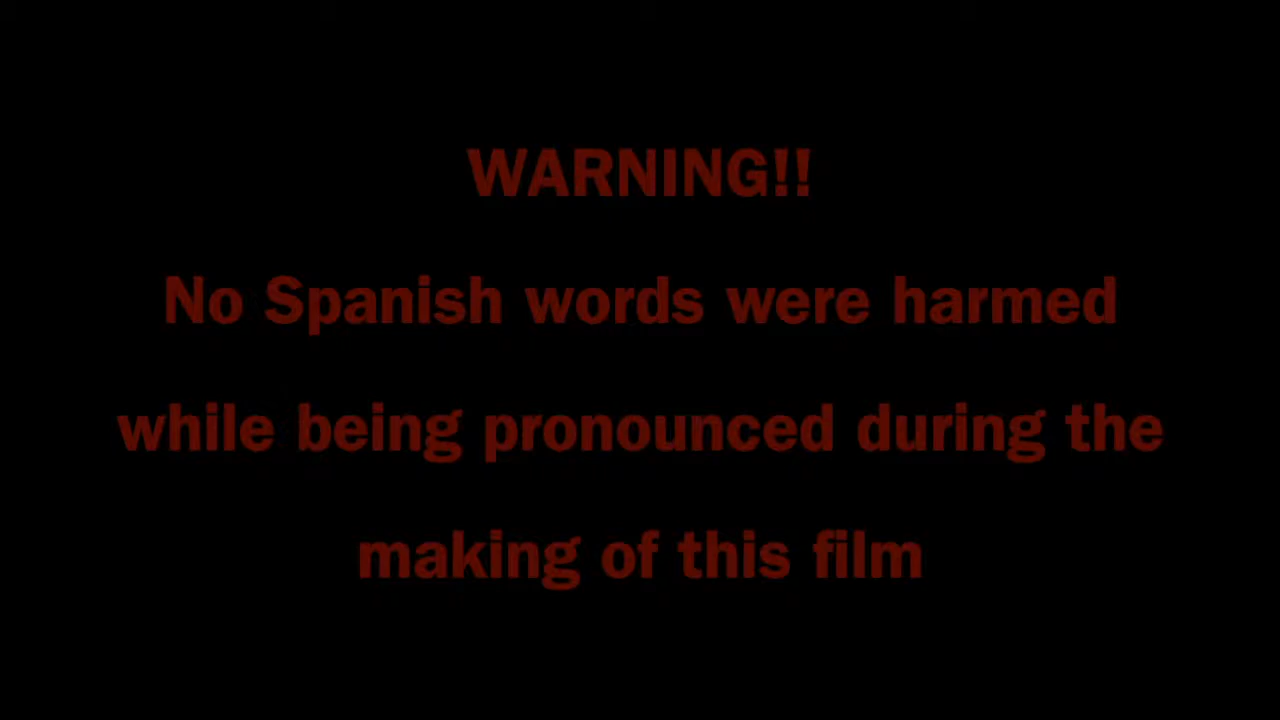 WARNING!!
No Spanish words were harmed
while being pronounced during the
making of this film